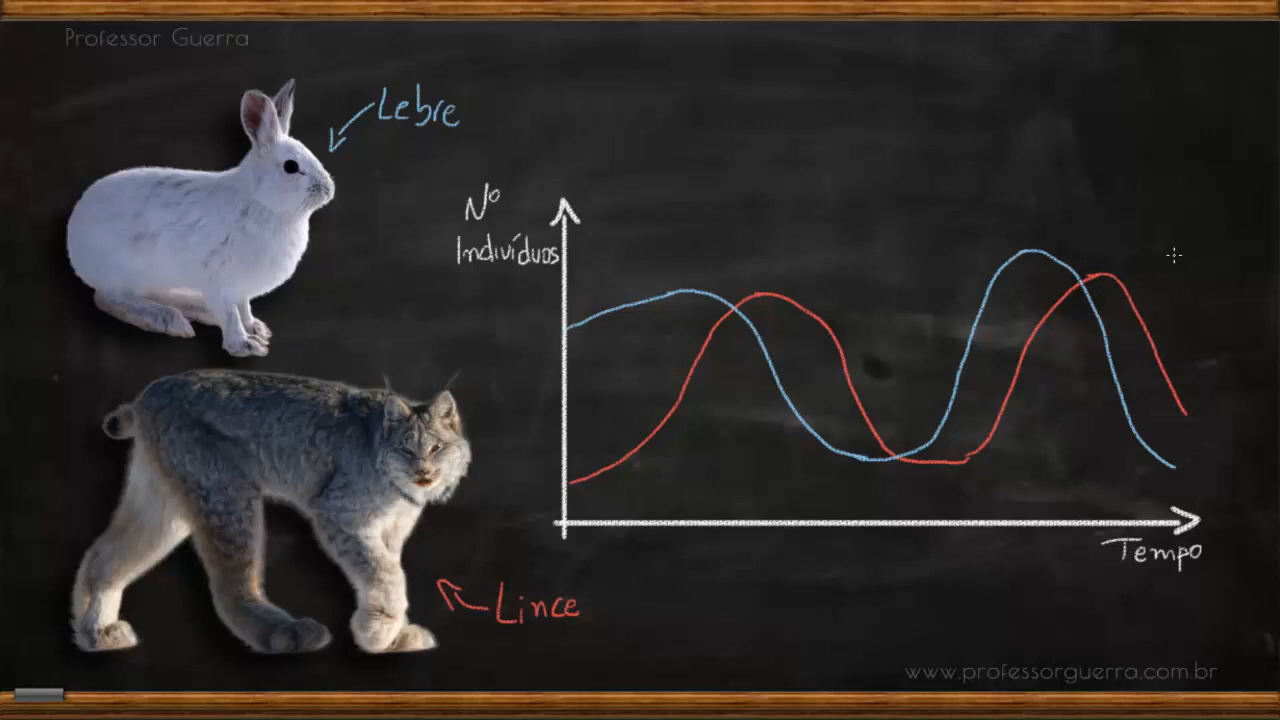 Professor Guerra
Lebre
Nº
Indivíduos
Tempo
Lince
www.professorguerra.com.br